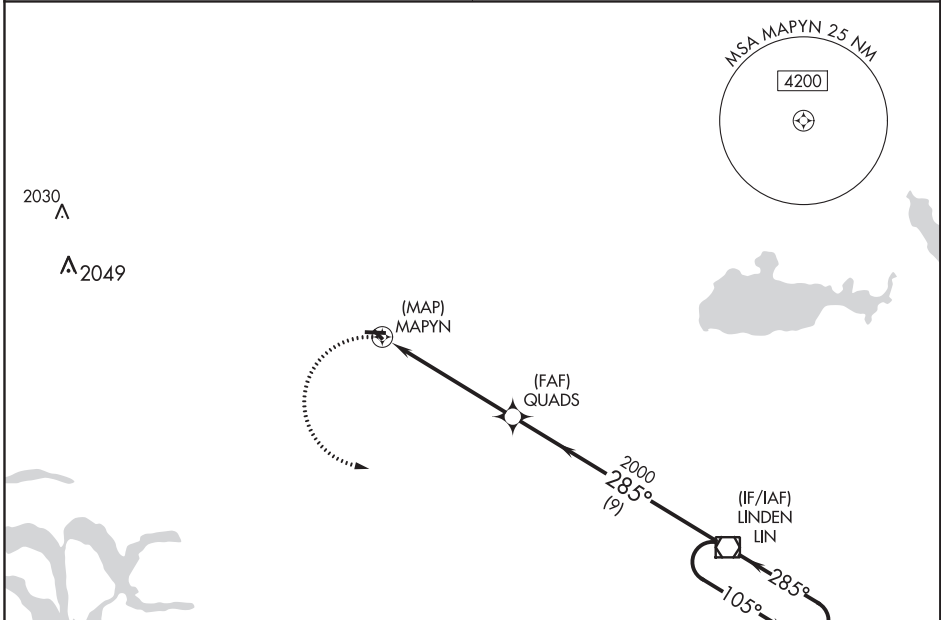 MSA MAPYN 25 NM
4200
2030
2049
(MAP)
MAPYN
(FAF)
QUADS
2000
285°
(9)
(IF/IAF)
LINDEN
LIN
285°
105°